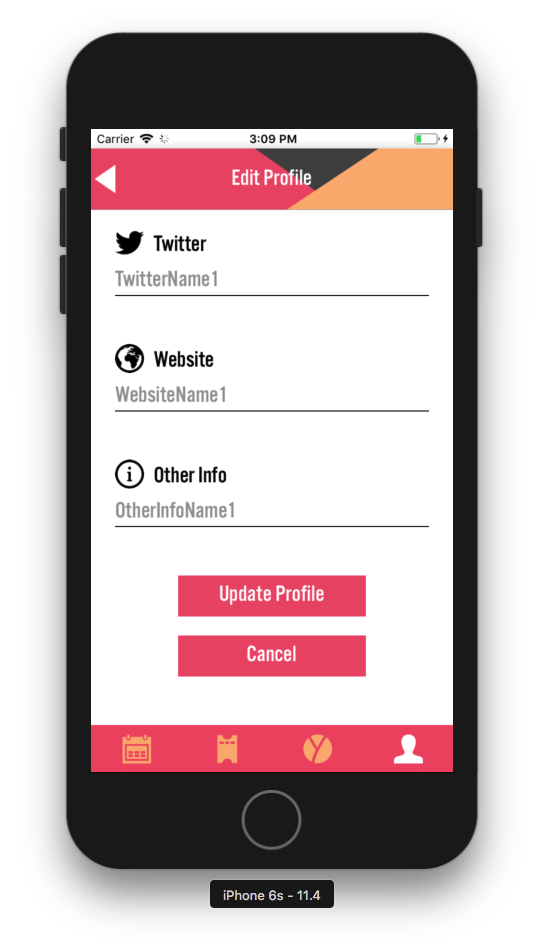 Carrier 3:09 PM
Edit Profile
Twitter
TwitterName1
Website
WebsiteName1
Other Info
OtherInfoName1
Update Profile
Cancel
iPhone 6s - 11.4